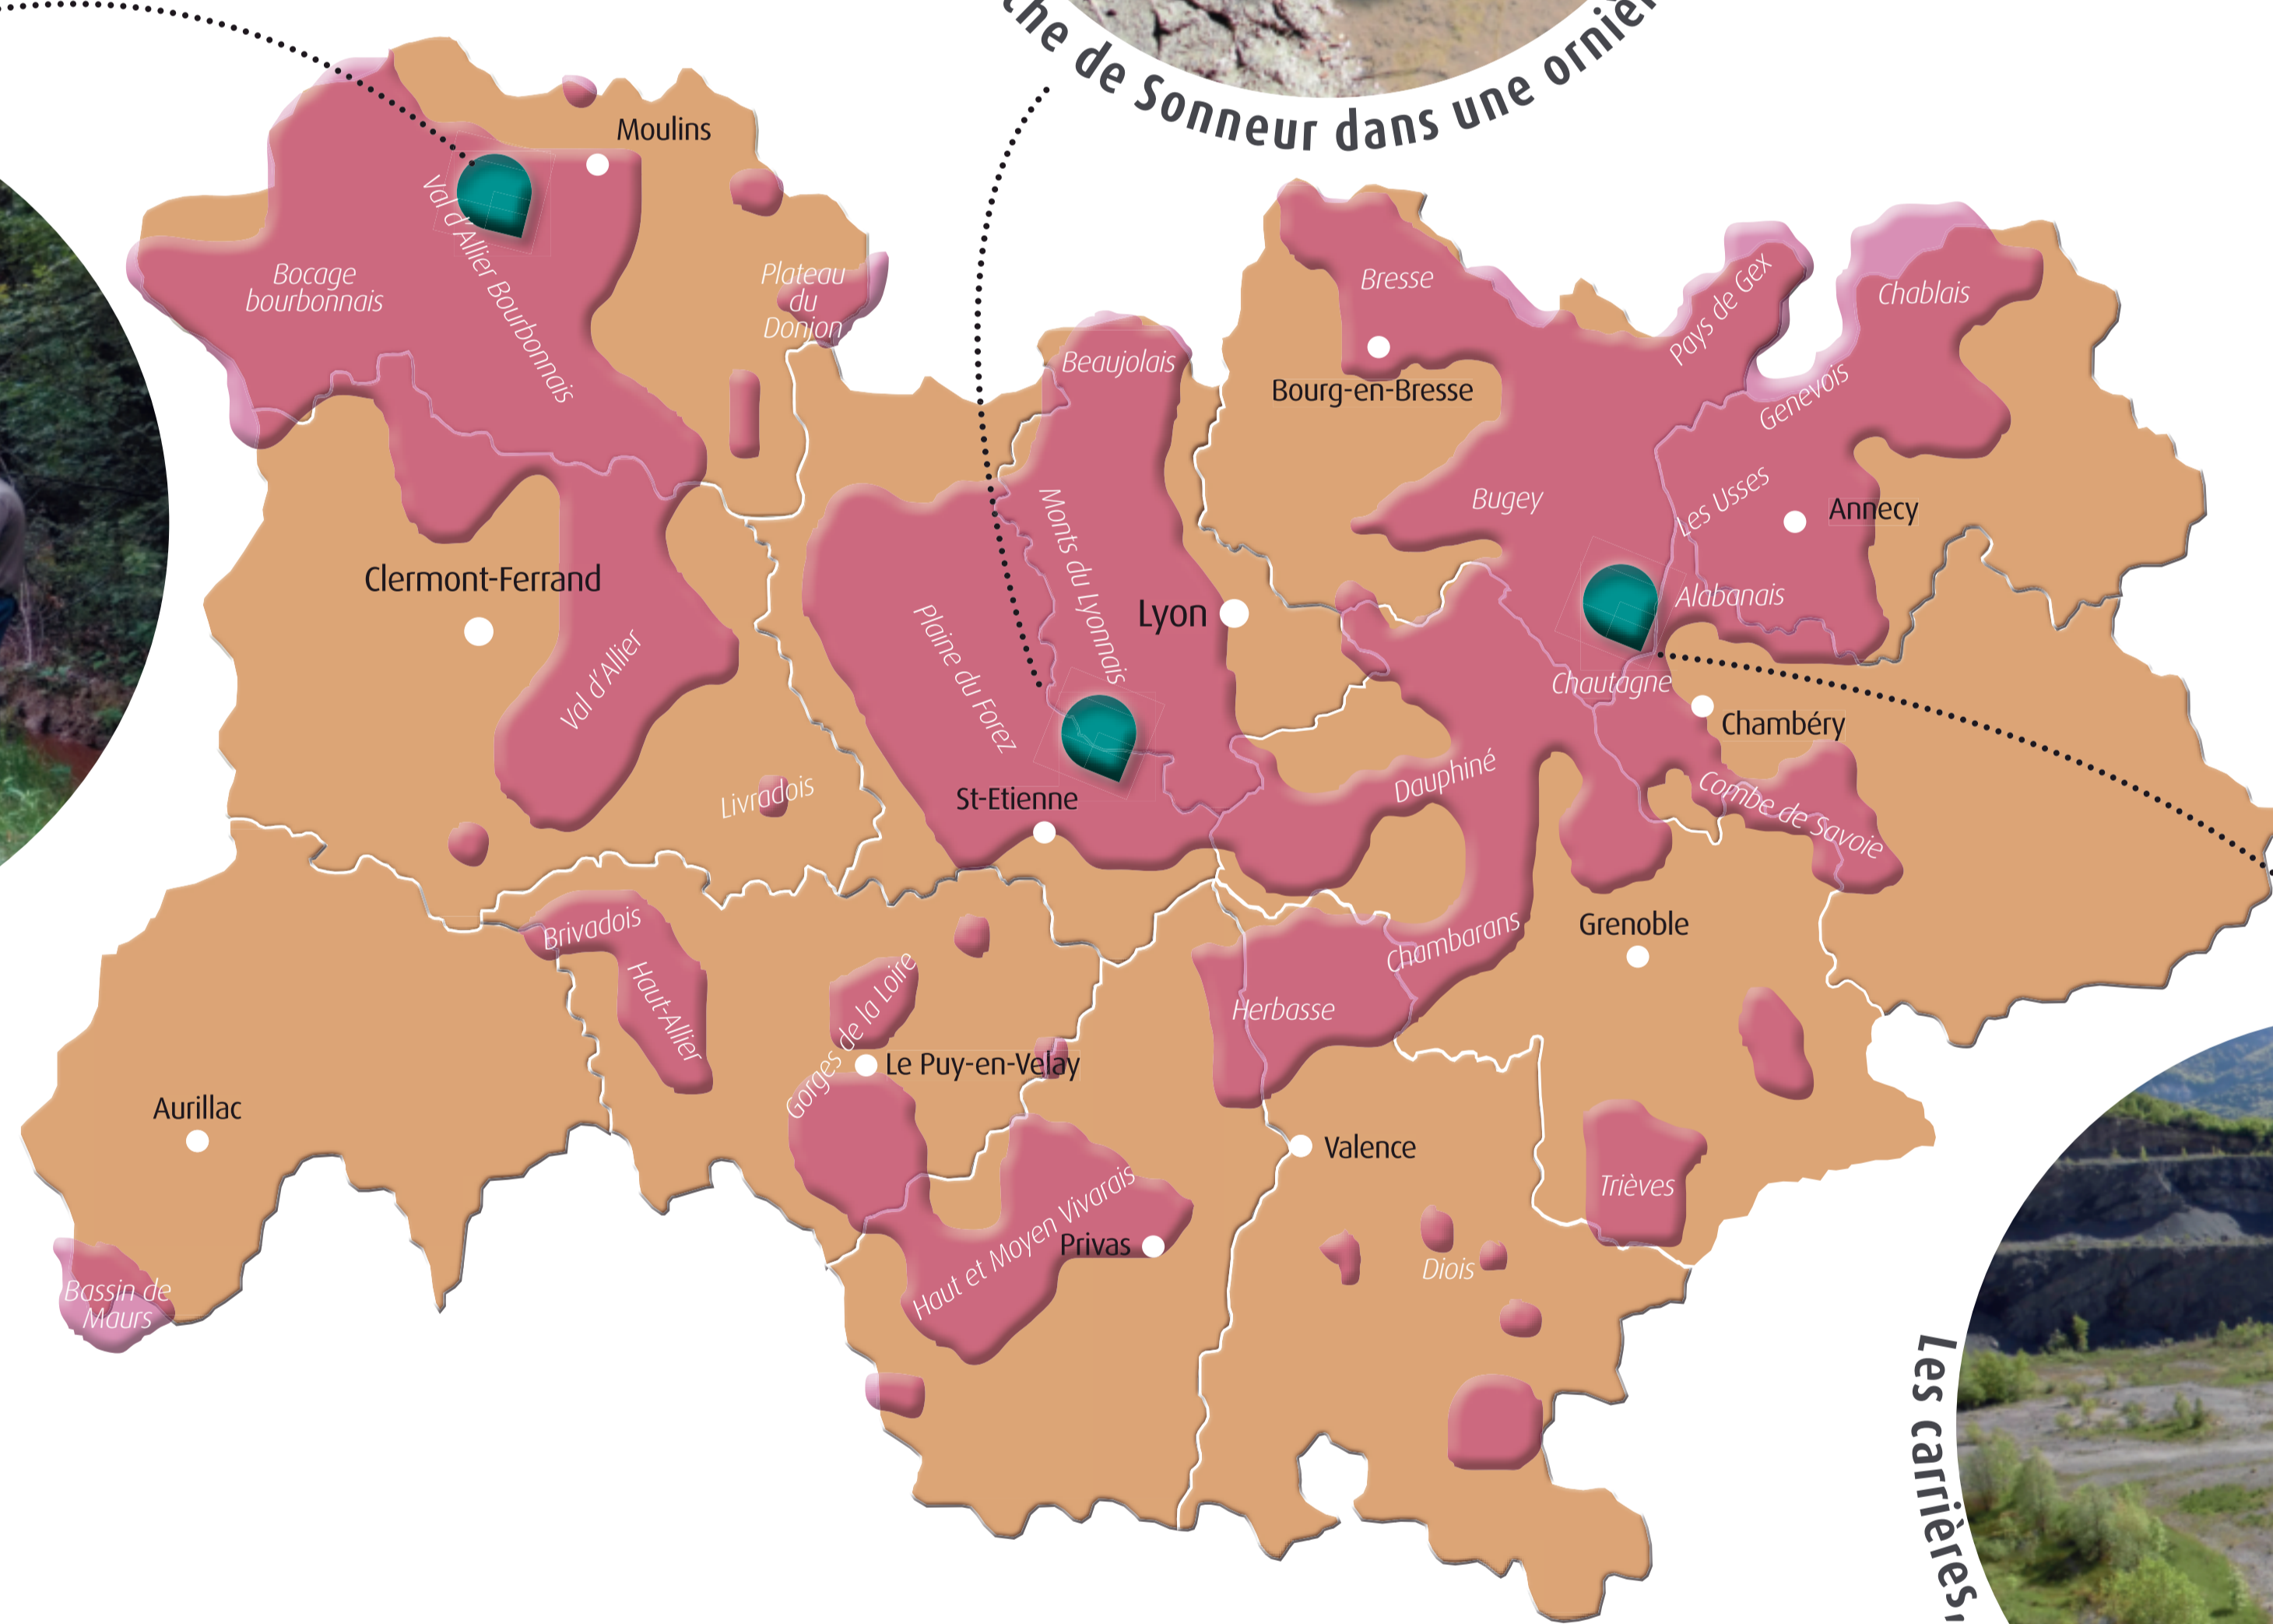 de Sonneur dans une
Moulins
Bocage
bourbonnais
Val d'Allier Bourbonnais
Plateau
du
Donjon
Beaujolais
Bresse
Bourg-en-Bresse
Pays de Gex
Chablais
Genevois
Bugey
Les Usses
Annecy
Alabanais
Clermont-Ferrand
Val d'Allier
Plaine du Forez
Monts du Lyonnais
Lyon
Chautagne
Chambéry
Combe de Savoie
Livradois
St-Etienne
Dauphiné
Brivadois
Haut-Allier
Gorges de la Loire
Le Puy-en-Velay
Herbasse
Chambarans
Grenoble
Aurillac
Valence
Trièves
Haut et Moyen Vivarais
Privas
Diois
Bassin de
Maurs
Les carrières,